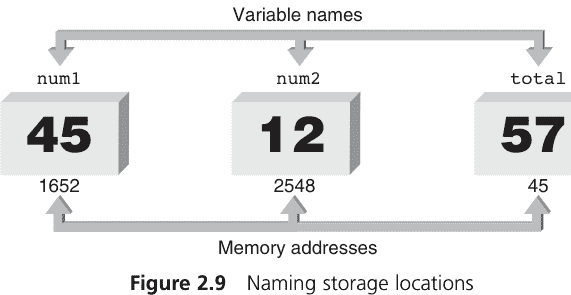 Variable names
num1 num2 total
45 12 57
1652 2548 45
Memory addresses
Figure 2.9 Naming storage locations